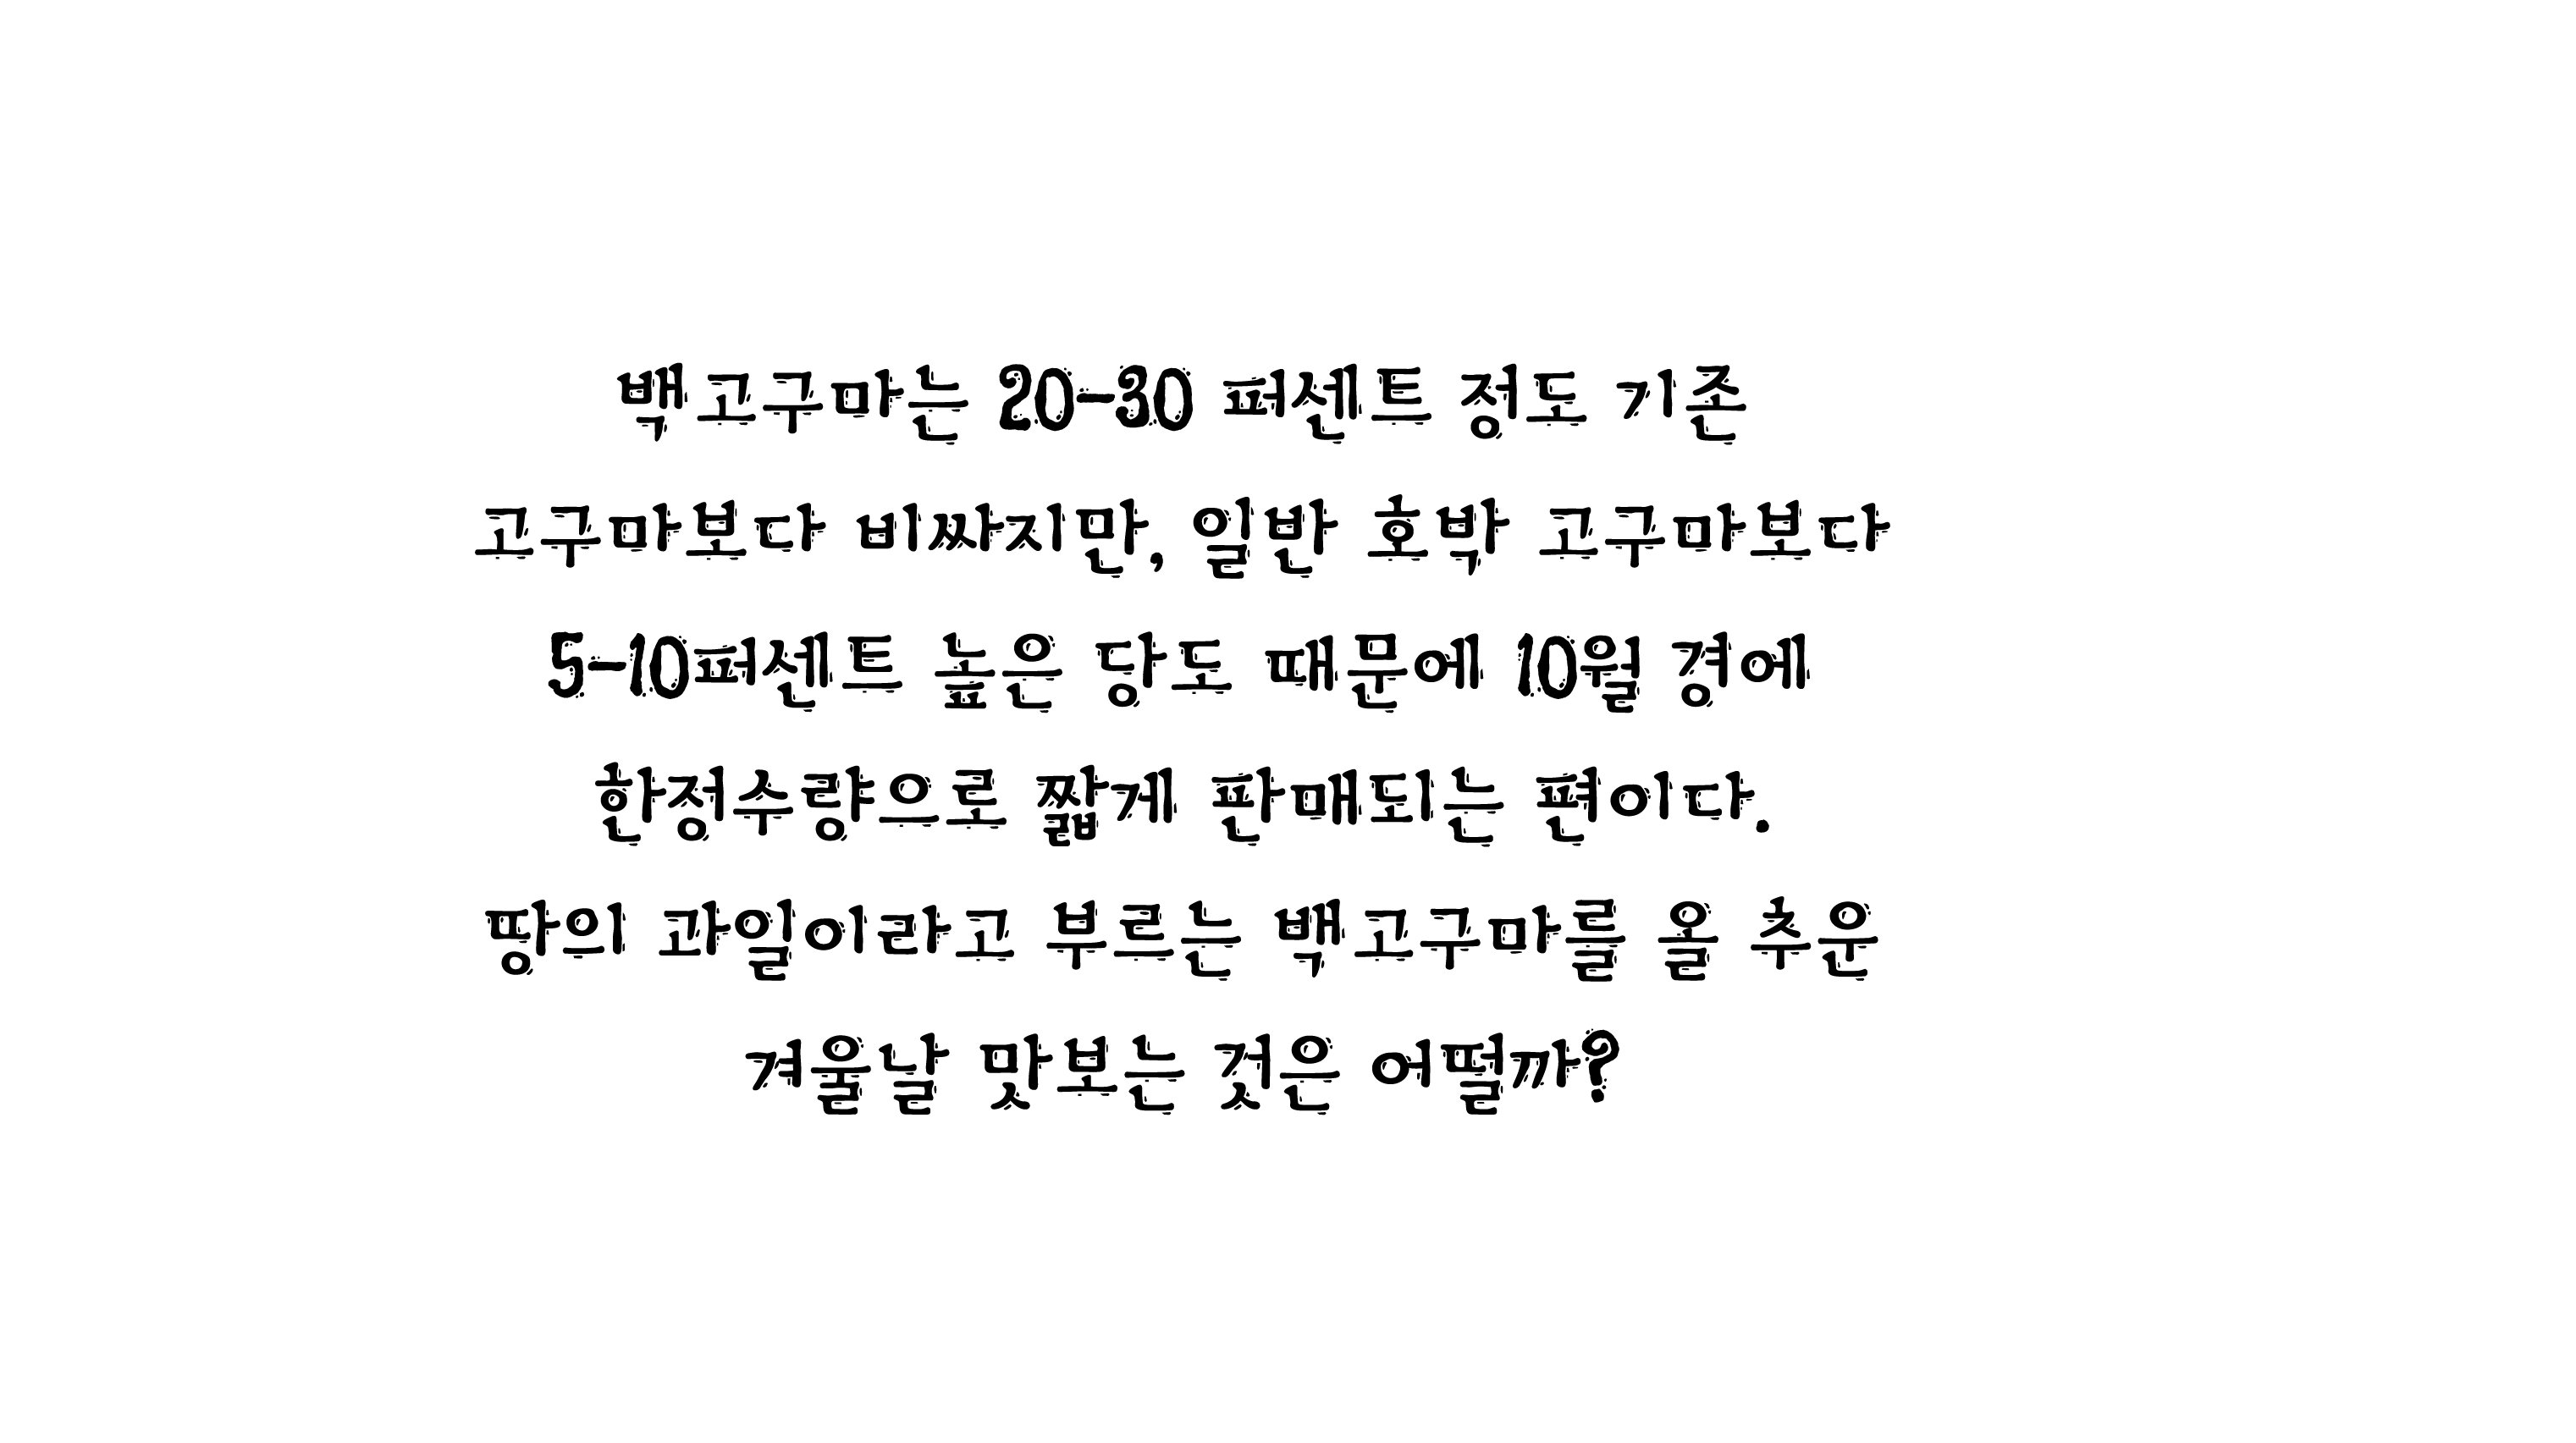 백고구마는 20-30 퍼센트 정도 기존
고구마보다 비싸지만, 일반 호박 고구마보다
5-10퍼센트 높은 당도 때문에 10월 경에
한정수량으로 짧게 판매되는 편이다.
땅의 과일이라고 부르는 백고구마를 올 추운
겨울날 맛보는 것은 어떨까?